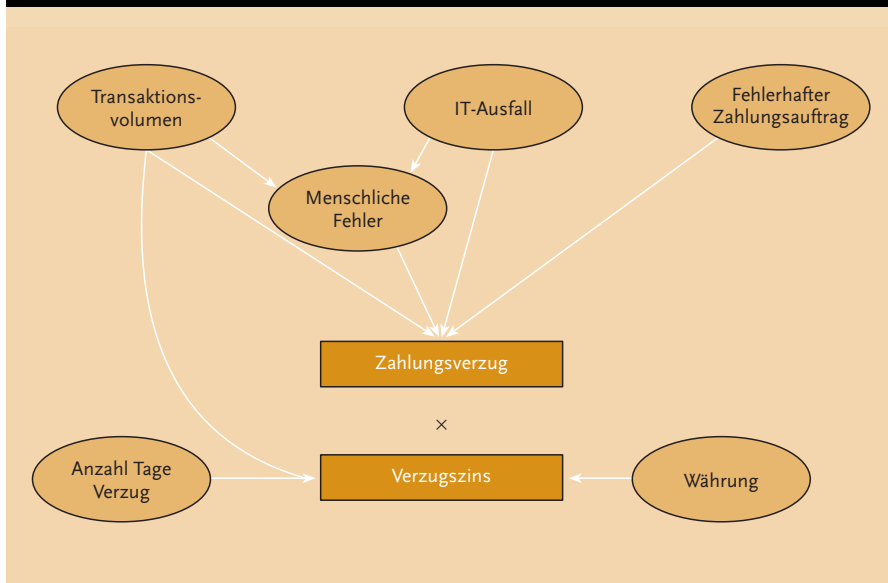 Transaktions-
volumen
IT-Ausfall
Fehlerhafter
Zahlungsauftrag
Menschliche
Fehler
Zahlungsverzug
×
Anzahl Tage
Verzug
Verzugszins
Währung